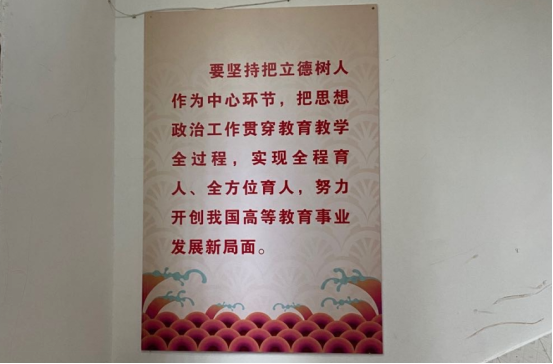 要坚持把立德树人
作为中心环节，把思想
政治工作贯穿教育教学
全过程，实现全程育
人、全方位育人，努力
开创我国高等教育事业
发展新局面。